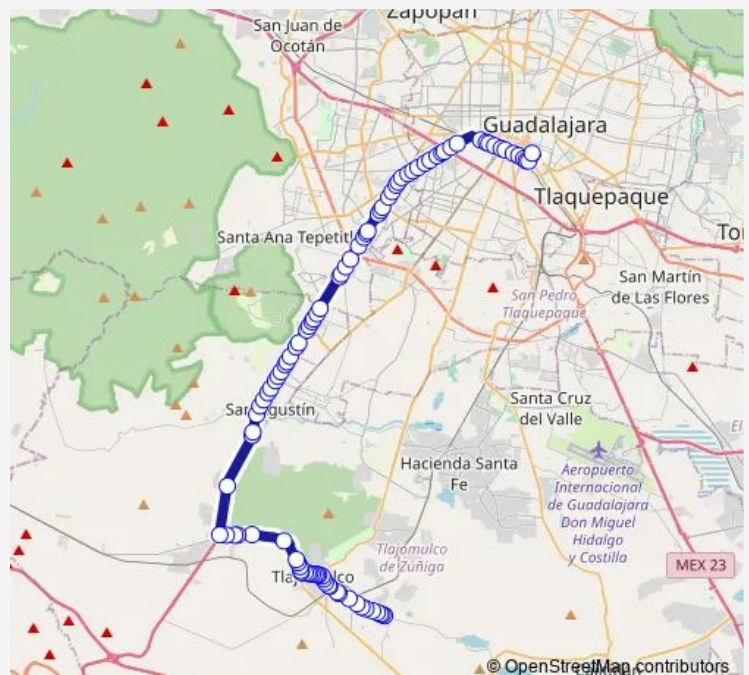 Zapopan
San Juan de
Ocotán
Guadalajara
Tlaquepaque
Santa Ana Tepetitl
San Martín
de Las Flores
San Pedro
Tlaquepaque
Santa Cruz
del Valle
Hacienda Santa
Fe
Aeropuerto
Internacional
de Guadalajara
Don Miguel
Hidalgo
y Costilla
Tlajomulco
de Zúñiga
MEX 23
© OpenStreetMap contributors